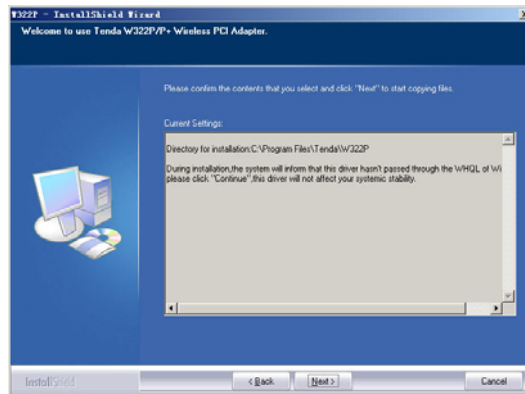 W322P - InstallShield Wizard
Welcome to use Tenda W322P/P+ Wireless PCI Adapter.
Please confirm the contents that you select and click "Next" to start copying files.
Current Settings:
Directory for installation:C:\Program Files\Tenda\W322P
During installation,the system will inform that this driver hasn't passed through the WHQL of Wi
please click "Continue",this driver will not affect your systemic stability.
InstallShield
< Back
Next >
Cancel